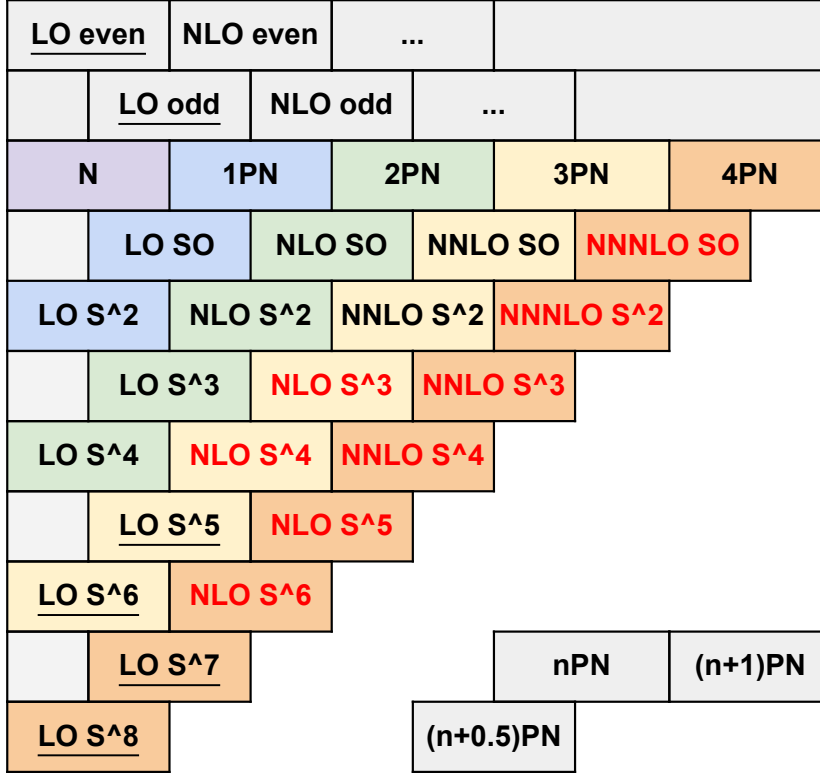 LO even NLO even ...
LO odd NLO odd ...
N 1PN 2PN 3PN 4PN
LO SO NLO SO NNLO SO NNNLO SO
LO S^2 NLO S^2 NNLO S^2 NNNLO S^2
LO S^3 NLO S^3 NNLO S^3
LO S^4 NLO S^4 NNLO S^4
LO S^5 NLO S^5
LO S^6 NLO S^6
LO S^7 nPN (n+1)PN
LO S^8 (n+0.5)PN